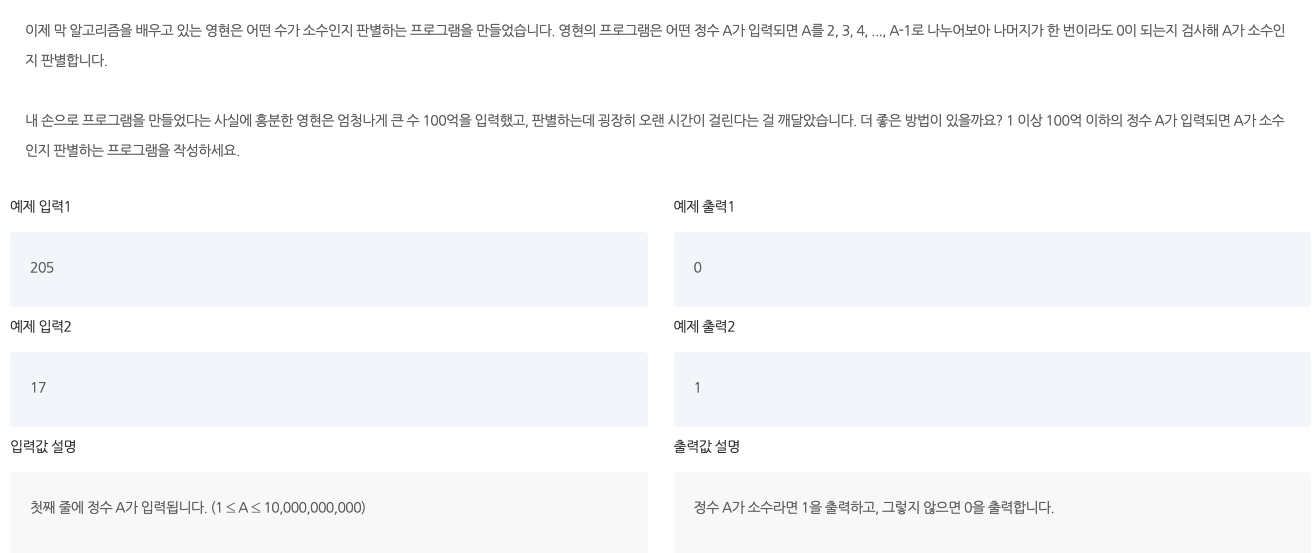 이제 막 알고리즘을 배우고 있는 영현은 어떤 수가 소수인지 판별하는 프로그램을 만들었습니다. 영현의 프로그램은 어떤 정수 A가 입력되면 A를 2, 3, 4, ..., A-1로 나누어보아 나머지가 한 번이라도 0이 되는지 검사해 A가 소수인
지 판별합니다.
내 손으로 프로그램을 만들었다는 사실에 흥분한 영현은 엄청나게 큰 수 100억을 입력했고, 판별하는데 굉장히 오랜 시간이 걸린다는 걸 깨달았습니다. 더 좋은 방법이 있을까요? 1 이상 100억 이하의 정수 A가 입력되면 A가 소수
인지 판별하는 프로그램을 작성하세요.
예제 입력1
예제 출력1
205
0
예제 입력2
예제 출력2
17
1
입력값 설명
출력값 설명
첫째 줄에 정수 A가 입력됩니다. (1 ≤ A ≤ 10,000,000,000)
정수 A가 소수라면 1을 출력하고, 그렇지 않으면 0을 출력합니다.